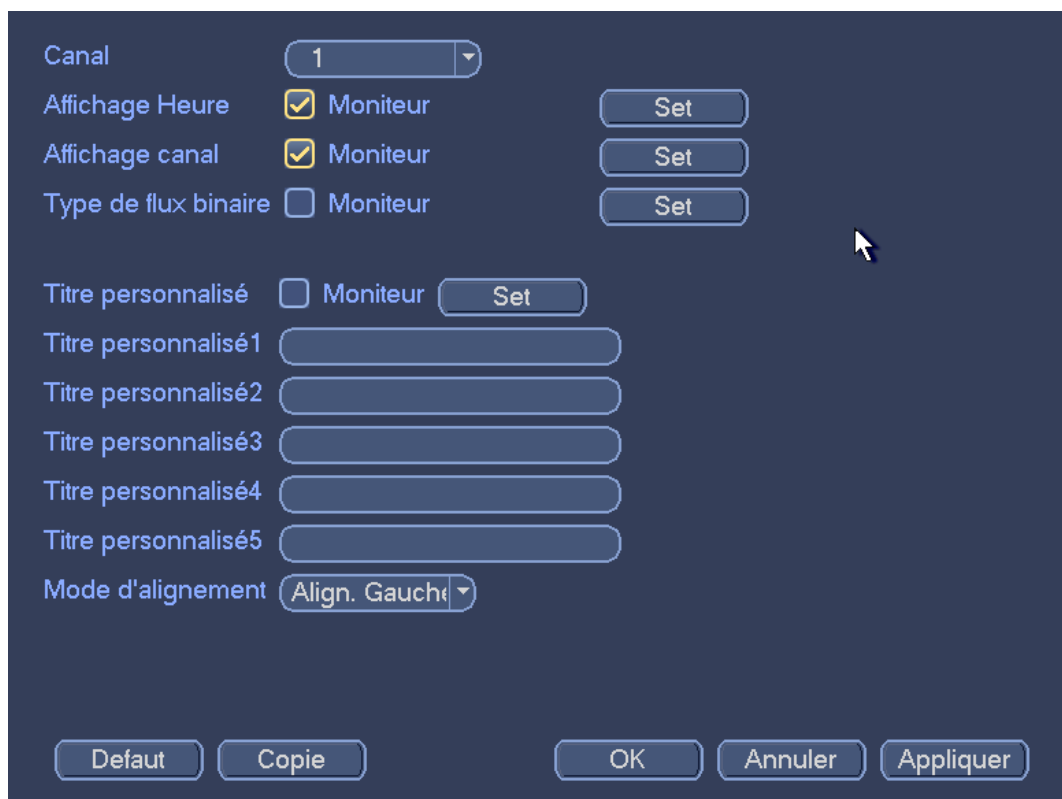 Canal 1
Affichage Heure Moniteur Set
Affichage canal Moniteur Set
Type de flux binaire Moniteur Set
Titre personnalisé Moniteur Set
Titre personnalisé1
Titre personnalisé2
Titre personnalisé3
Titre personnalisé4
Titre personnalisé5
Mode d'alignement Align. Gauche
Defaut Copie OK Annuler Appliquer